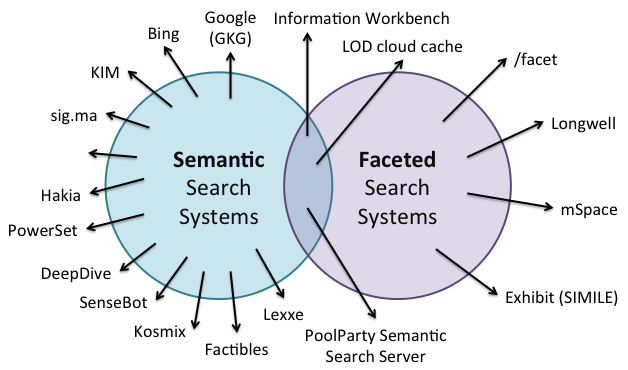 Google
(GKG)
Information Workbench
Bing
LOD cloud cache
KIM
/facet
sig.ma
Longwell
Semantic
Search
Systems
Faceted
Search
Systems
Hakia
mSpace
PowerSet
DeepDive
SenseBot
Exhibit (SIMILE)
Lexxe
Kosmix
Factibles
PoolParty Semantic
Search Server